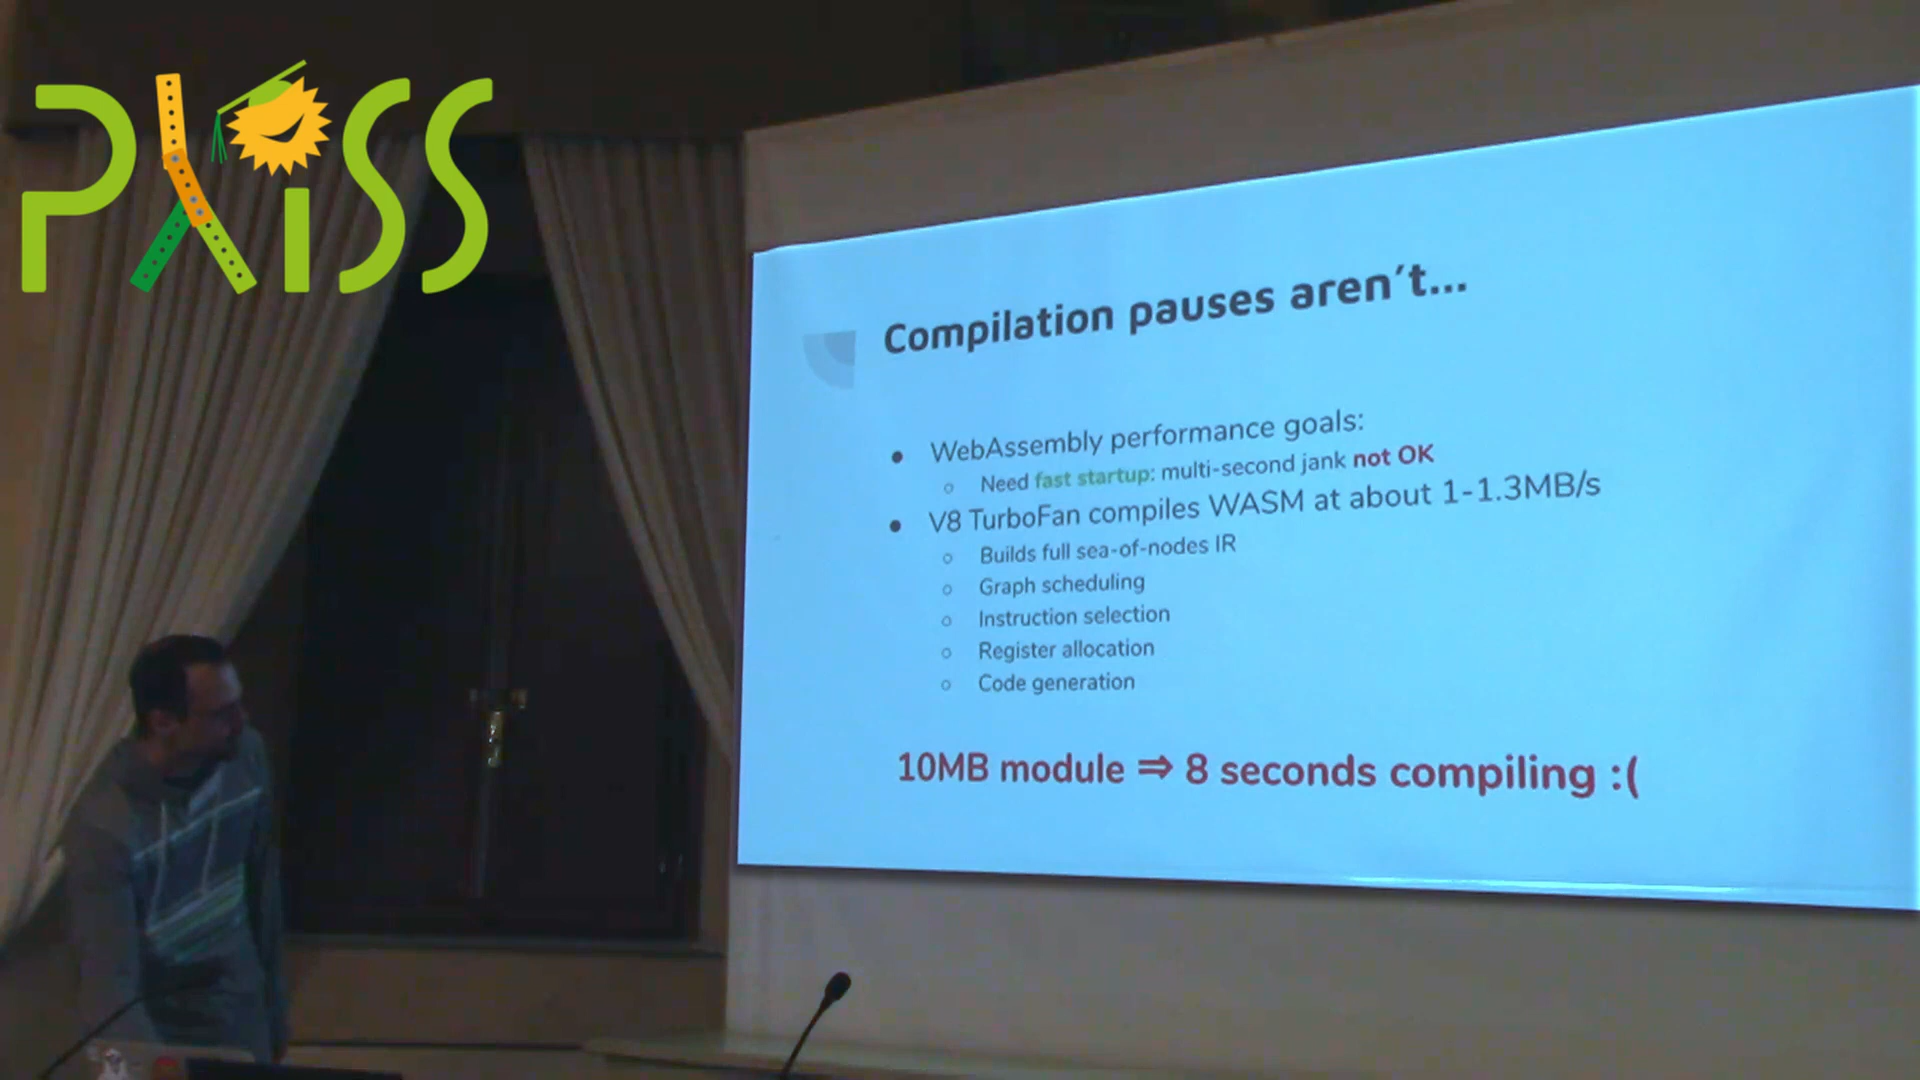 PLISS
Compilation pauses aren't...
● WebAssembly performance goals:
○ Need fast startup: multi-second jank not OK
● V8 TurboFan compiles WASM at about 1-1.3MB/s
○ Builds full sea-of-nodes IR
○ Graph scheduling
○ Instruction selection
○ Register allocation
○ Code generation
10MB module ⇒ 8 seconds compiling :(